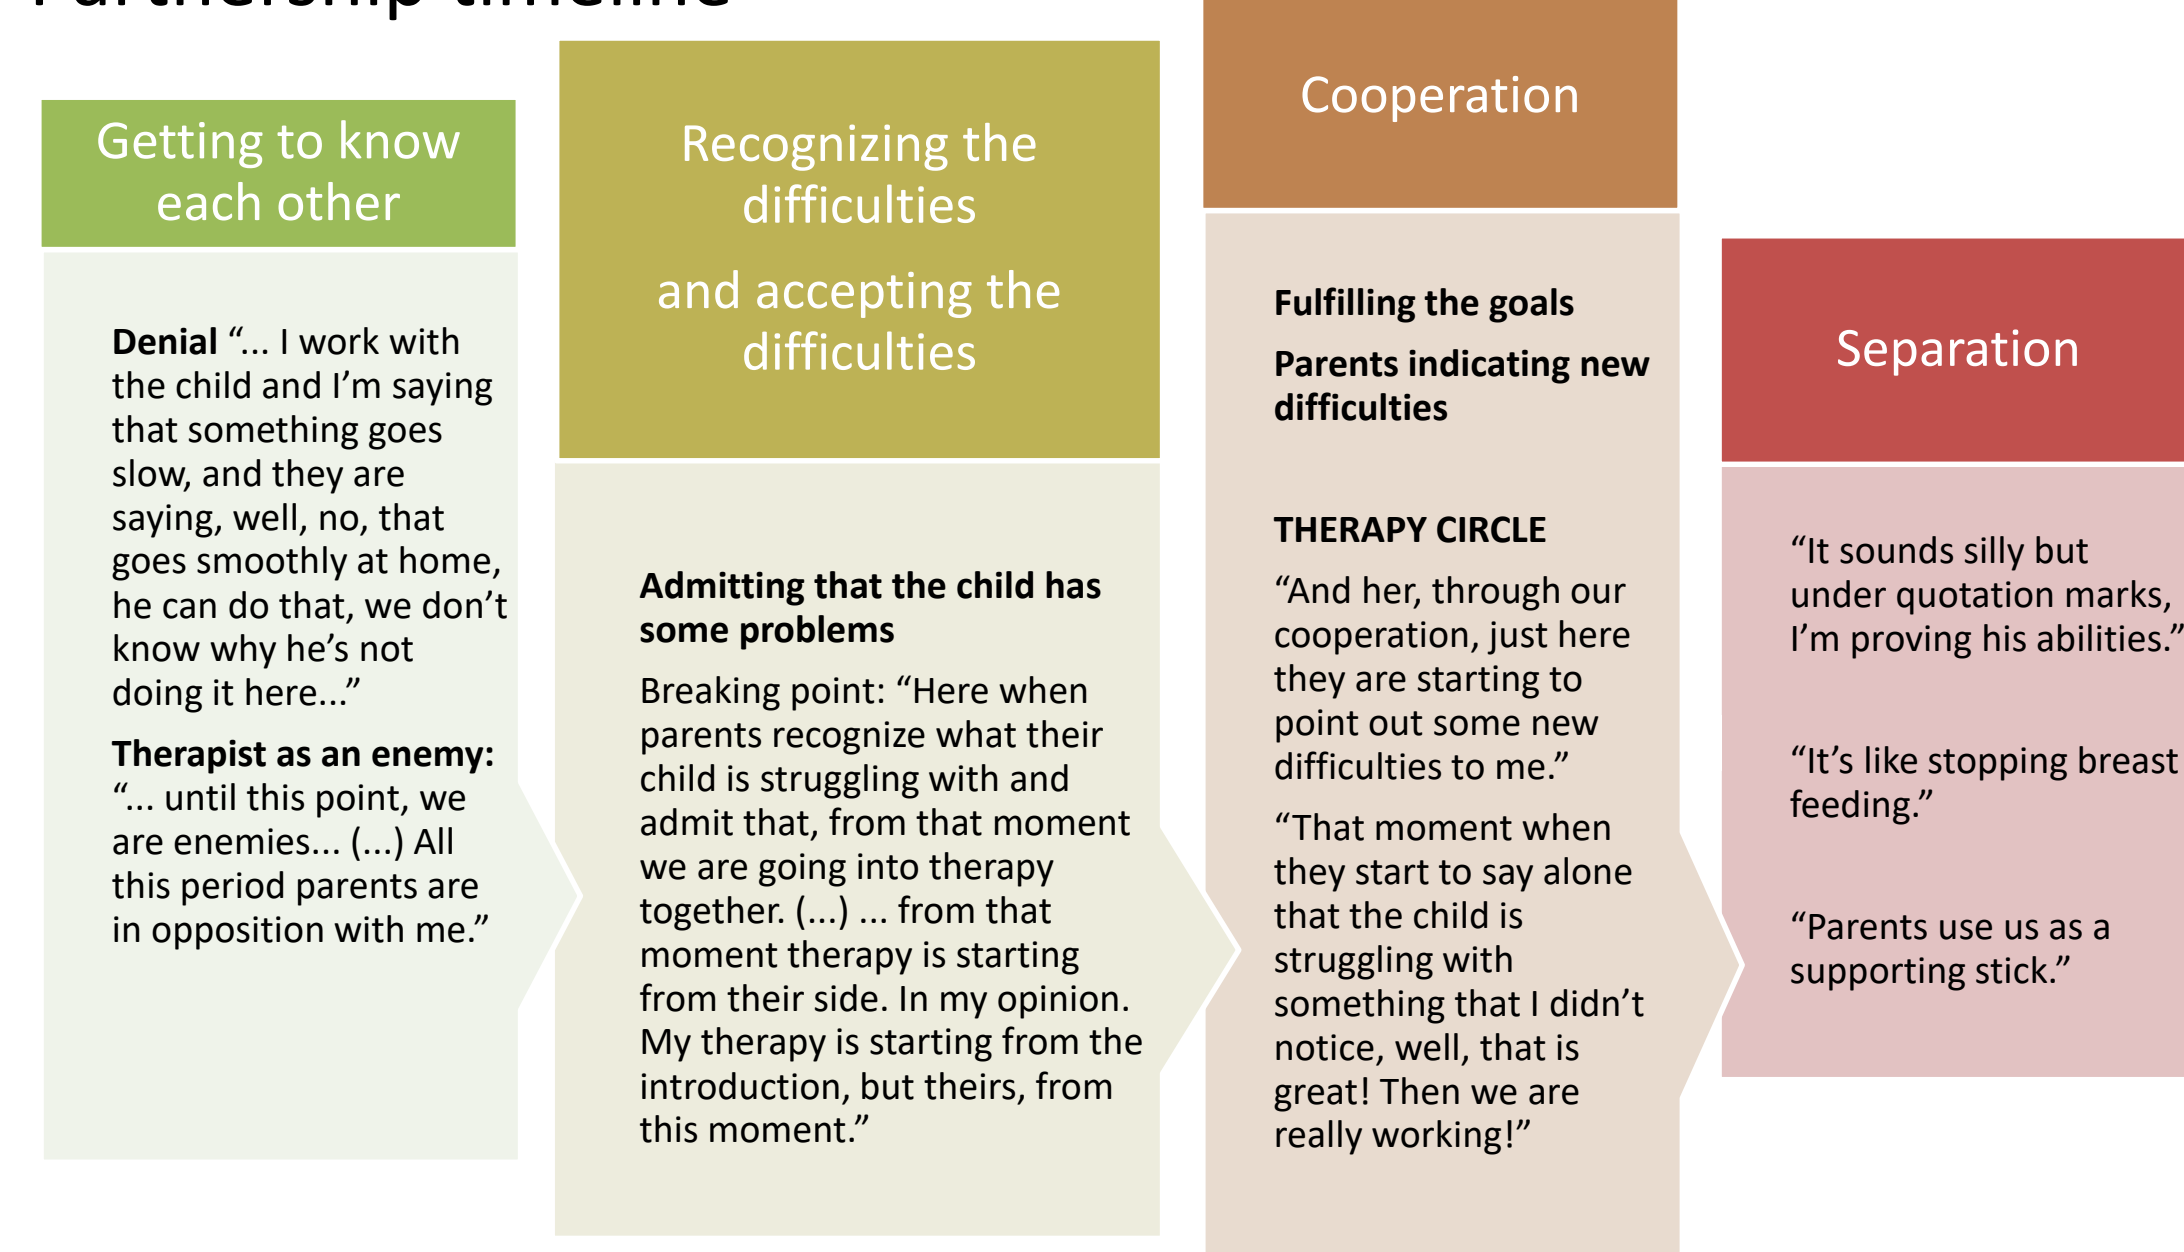 Partnership timeline
Getting to know
each other
Denial “... I work with
the child and I’m saying
that something goes
slow, and they are
saying, well, no, that
goes smoothly at home,
he can do that, we don’t
know why he’s not
doing it here...”
Therapist as an enemy:
“... until this point, we
are enemies... (...) All
this period parents are
in opposition with me.”
Recognizing the
difficulties
and accepting the
difficulties
Admitting that the child has
some problems
Breaking point: “Here when
parents recognize what their
child is struggling with and
admit that, from that moment
we are going into therapy
together. (...) ... from that
moment therapy is starting
from their side. In my opinion.
My therapy is starting from the
introduction, but theirs, from
this moment.”
Cooperation
Fulfilling the goals
Parents indicating new
difficulties
THERAPY CIRCLE
“And her, through our
cooperation, just here
they are starting to
point out some new
difficulties to me.”
“That moment when
they start to say alone
that the child is
struggling with
something that I didn’t
notice, well, that is
great! Then we are
really working!”
Separation
“It sounds silly but
under quotation marks,
I’m proving his abilities.”
“It’s like stopping breast
feeding.”
“Parents use us as a
supporting stick.”